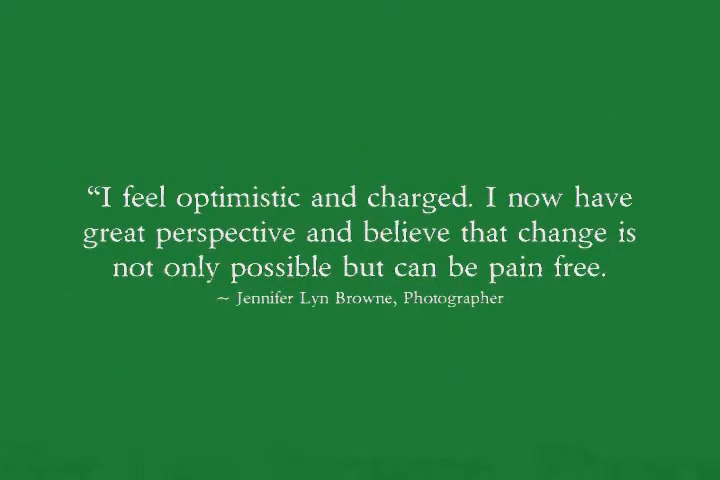 “I feel optimistic and charged. I now have
great perspective and believe that change is
not only possible but can be pain free.
~ Jennifer Lyn Browne, Photographer